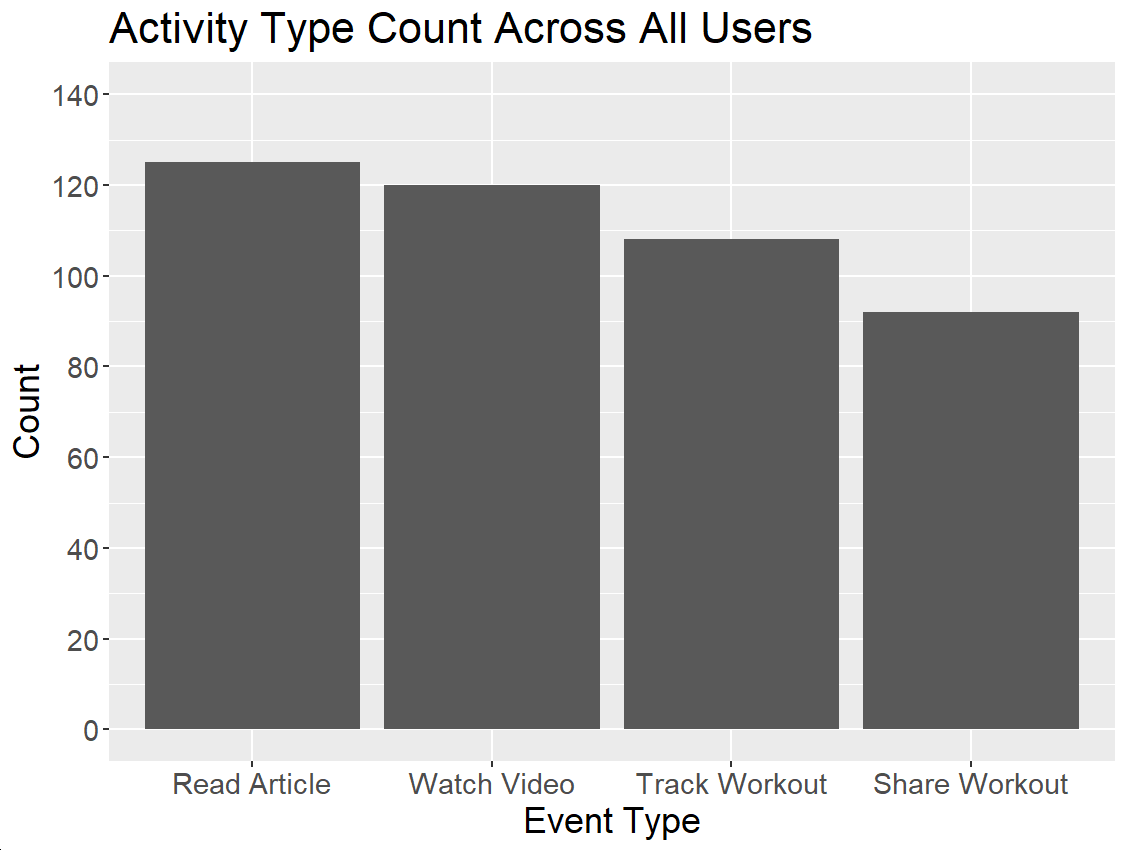 Activity Type Count Across All Users
140
120
100
80
60
40
20
0
Count
Read Article
Watch Video
Track Workout
Share Workout
Event Type